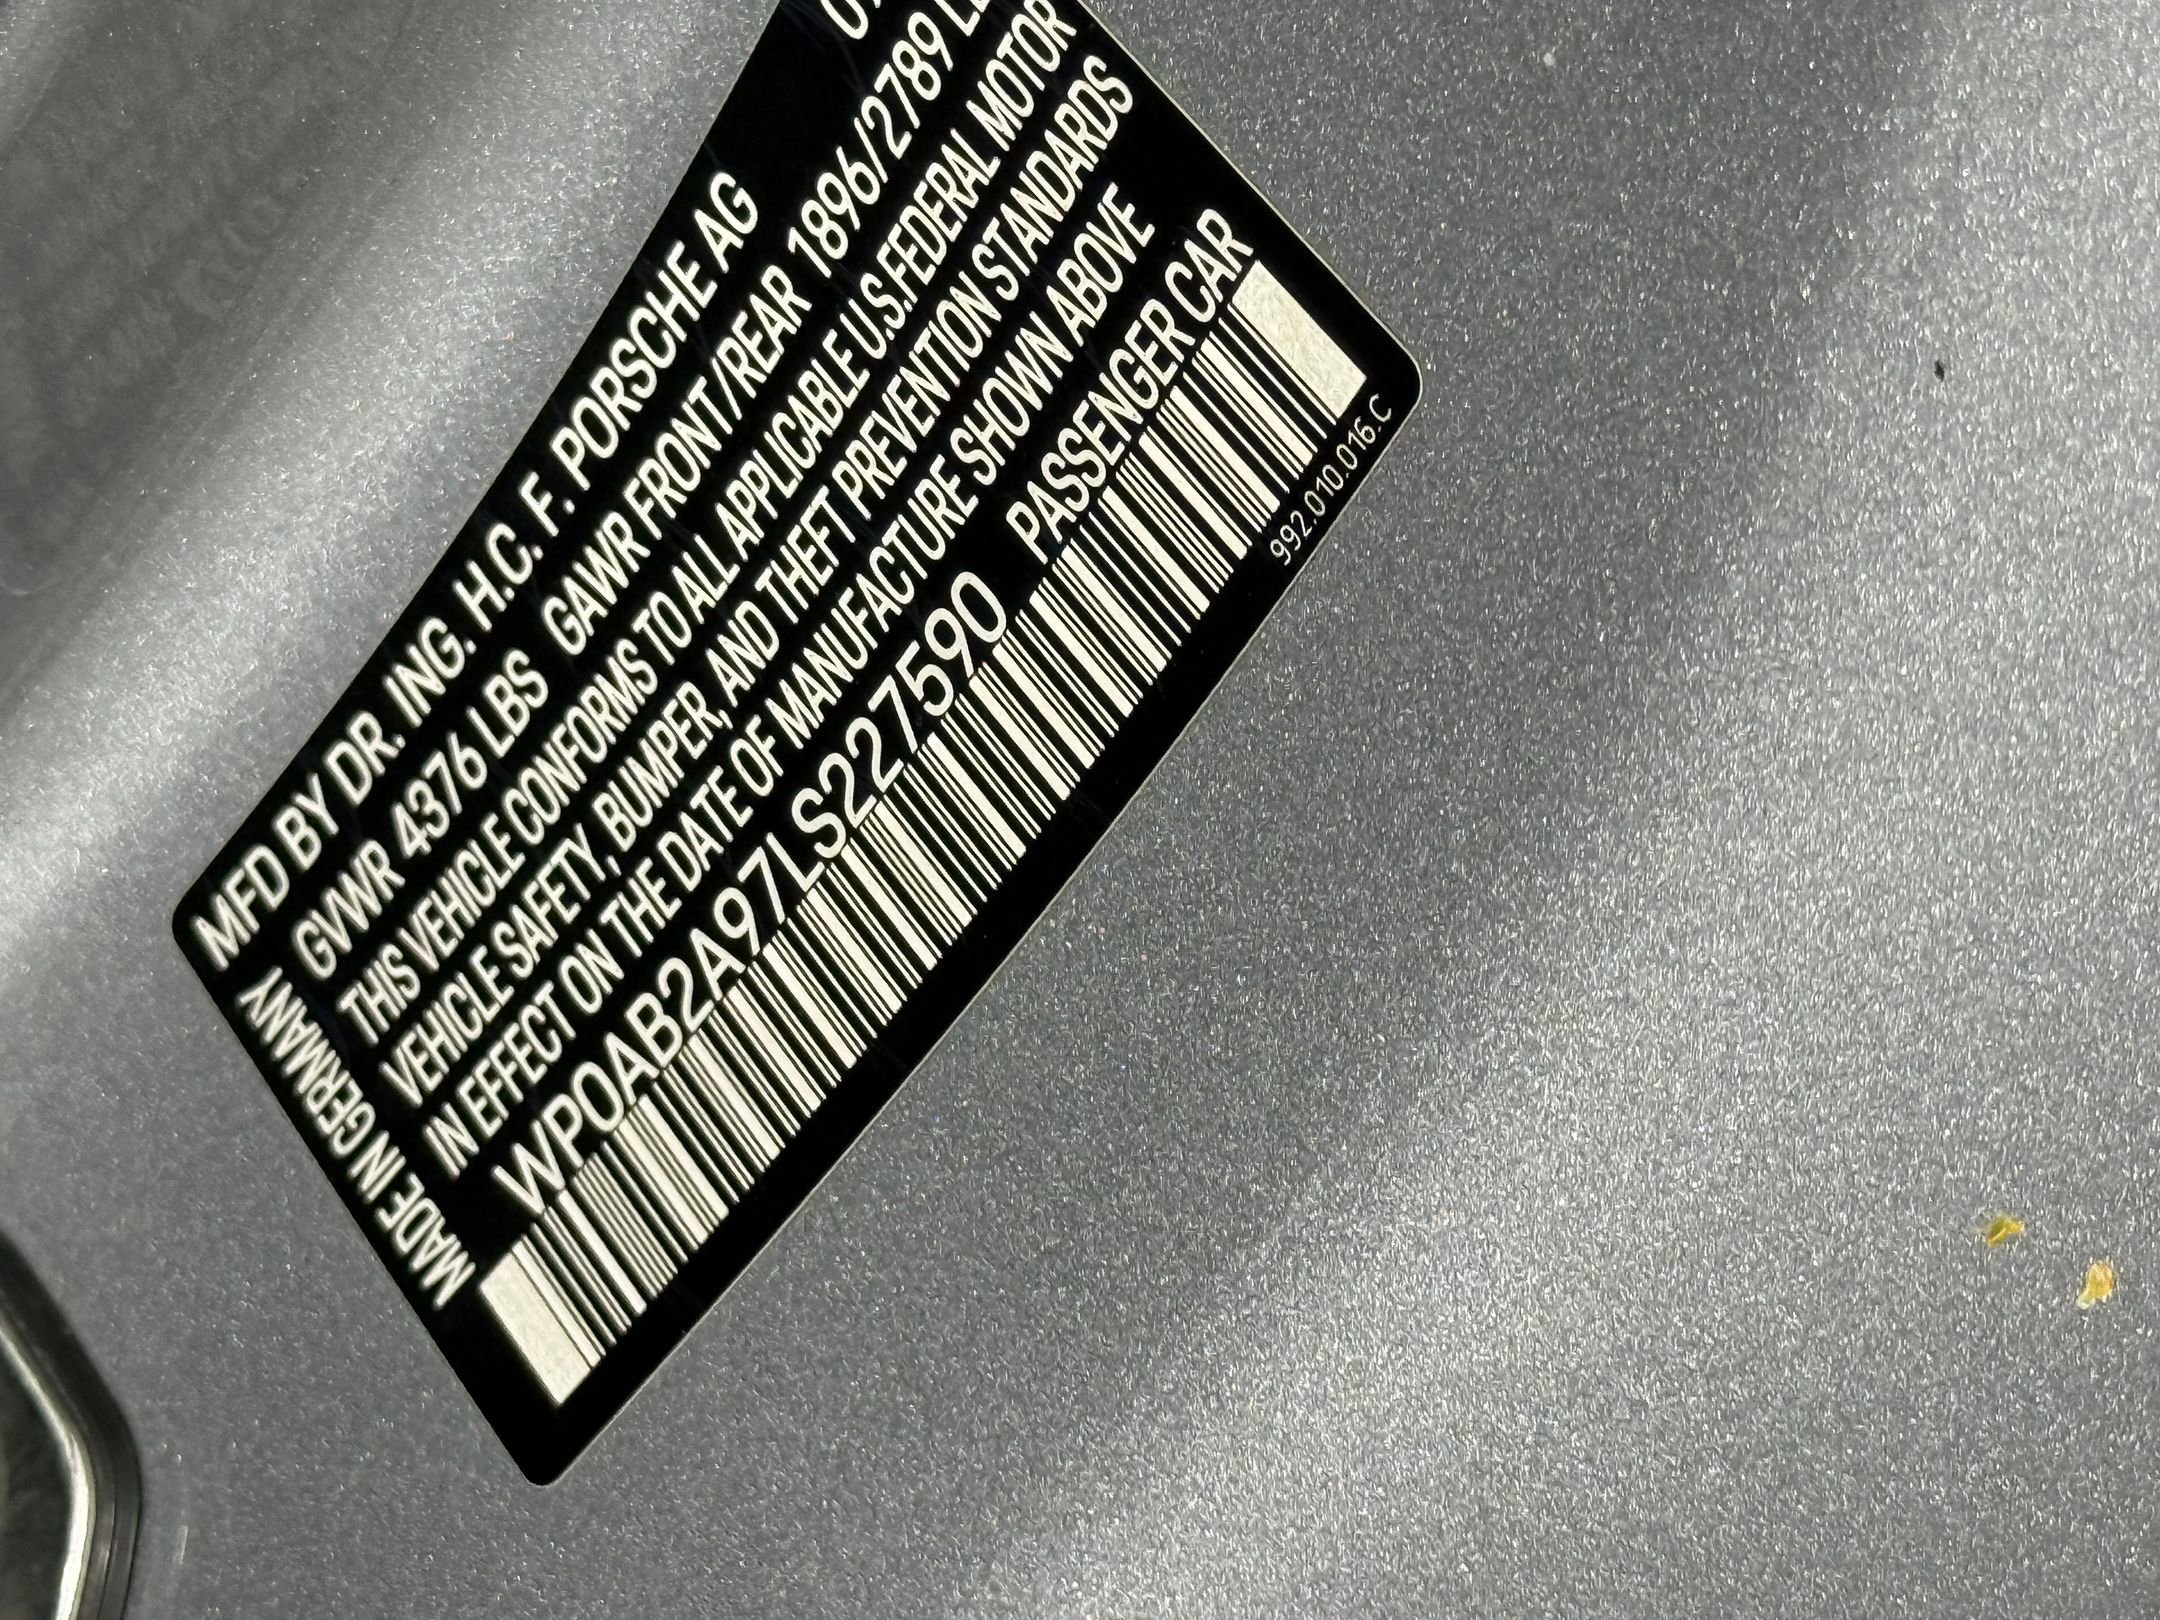 MFD BY DR. ING. H.C. F. PORSCHE AG
GVWR 4376 LBS GAWR FRONT/REAR 1896/2789
THIS VEHICLE CONFORMS TO ALL APPLICABLE U.S.FEDERAL MOTOR
VEHICLE SAFETY, BUMPER, AND THEFT PREVENTION STANDARDS
IN EFFECT ON THE DATE OF MANUFACTURE SHOWN ABOVE
WP0AB2A97LS227590 PASSENGER CAR
992.010.016.C
MADE IN GERMANY